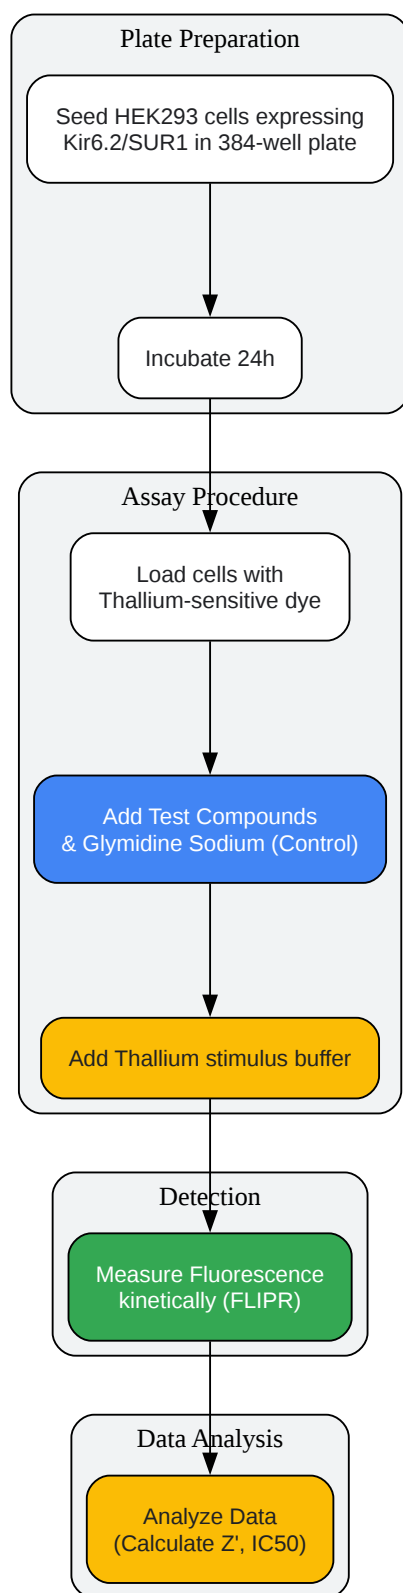 Plate Preparation
Seed HEK293 cells expressing
Kir6.2/SUR1 in 384-well plate
Incubate 24h
Assay Procedure
Load cells with
Thallium-sensitive dye
Add Test Compounds
& Glymidine Sodium (Control)
Add Thallium stimulus buffer
Detection
Measure Fluorescence
kinetically (FLIPR)
Data Analysis
Analyze Data
(Calculate Z', IC50)